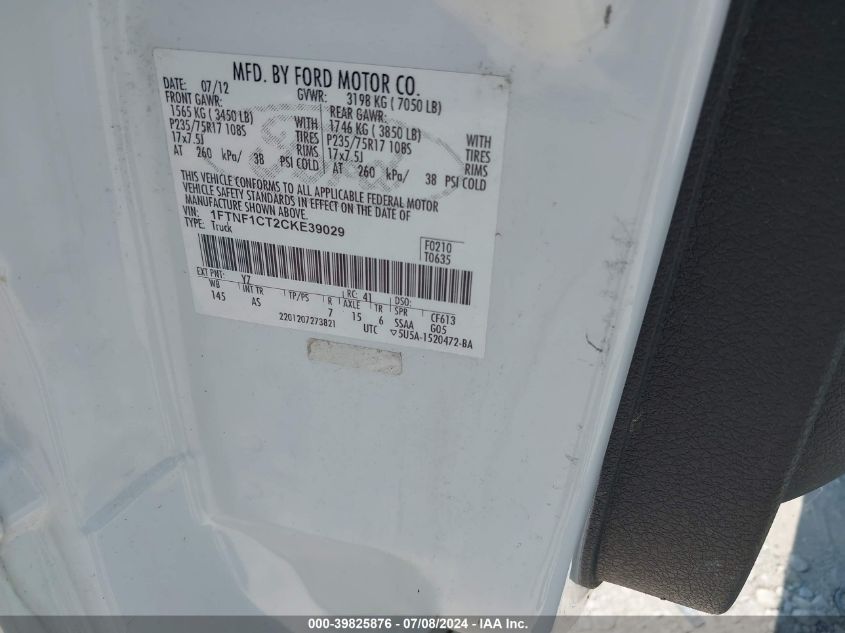 MFD. BY FORD MOTOR CO.
DATE: 07/12 GVWR: 3198 KG ( 7050 LB)
FRONT GAWR: REAR GAWR:
1565 KG ( 3450 LB) WITH 1746 KG ( 3850 LB) WITH
P235/75R17 108S TIRES P235/75R17 108S TIRES
17x7.5J RIMS 17x7.5J RIMS
AT 260 kPa/ 38 PSI COLD AT 260 kPa/ 38 PSI COLD
THIS VEHICLE CONFORMS TO ALL APPLICABLE FEDERAL MOTOR
VEHICLE SAFETY STANDARDS IN EFFECT ON THE DATE OF
MANUFACTURE SHOWN ABOVE.
VIN: 1FTNF1CT2CKE39029
TYPE: Truck
F0210
T0635
EXT PNT: YZ RC: 41 DSO:
WB INT TR TP/PS R AXLE TR SPR CF613
145 AS 7 15 6 SSAA G05
2201207273821 UTC ▽5U5A-1520472-BA
000-39825876 - 07/08/2024 - IAA Inc.